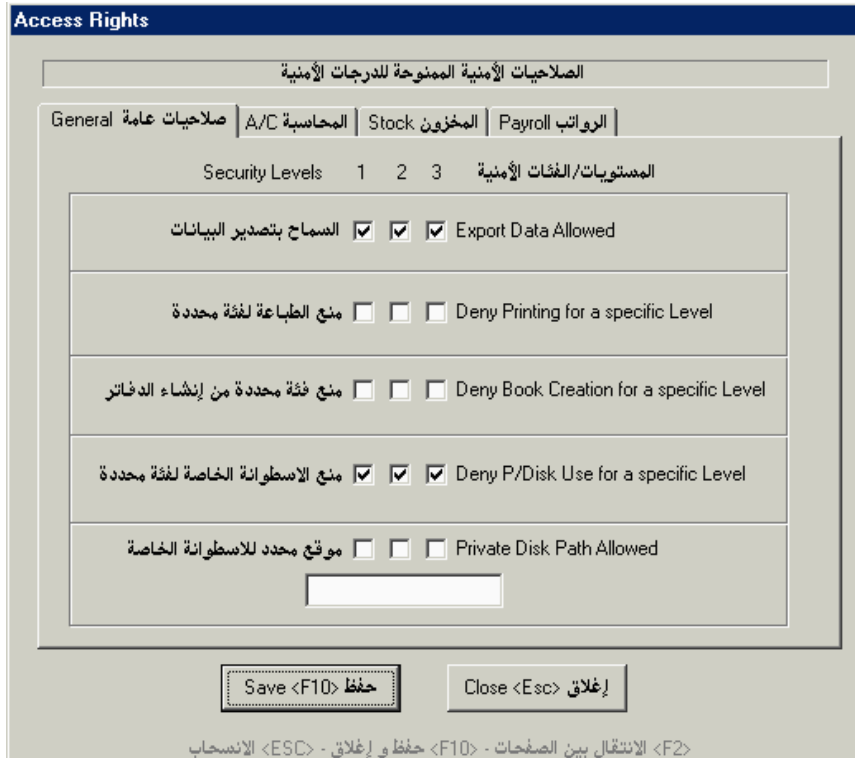 Access Rights
الصلاحيات الأمنية الممنوحة للدرجات الأمنية
General صلاحيات عامة
A/C المحاسبة
Stock المخزون
Payroll الرواتب
Security Levels 1 2 3 المستويات/الفئات الأمنية
السماح بتصدير البيانات Export Data Allowed
منع الطباعة لفئة محددة Deny Printing for a specific Level
منع فئة محددة من إنشاء الدفاتر Deny Book Creation for a specific Level
منع الاسطوانة الخاصة لفئة محددة Deny P/Disk Use for a specific Level
موقع محدد للاسطوانة الخاصة Private Disk Path Allowed
Save <F10> حفظ
Close <Esc> إغلاق
<F2> الانتقال بين الصفحات - <F10> حفظ و إغلاق - <ESC> الانسحاب